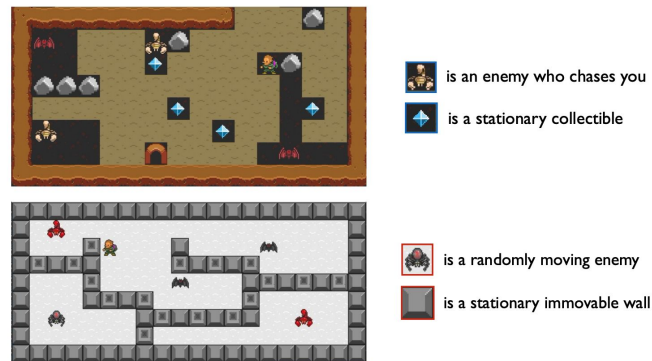 is an enemy who chases you
is a stationary collectible
is a randomly moving enemy
is a stationary immovable wall